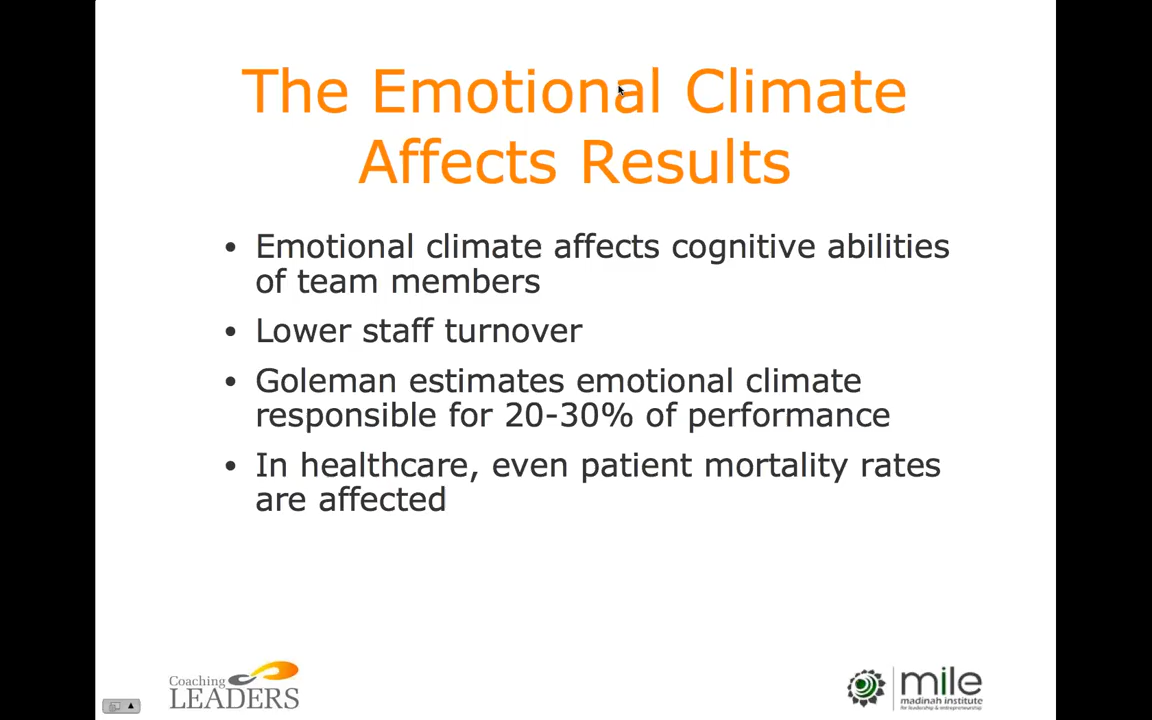 The Emotional Climate
Affects Results
• Emotional climate affects cognitive abilities
of team members
• Lower staff turnover
• Goleman estimates emotional climate
responsible for 20-30% of performance
• In healthcare, even patient mortality rates
are affected
Coaching
LEADERS
mile
madinah institute
for leadership & entrepreneurship